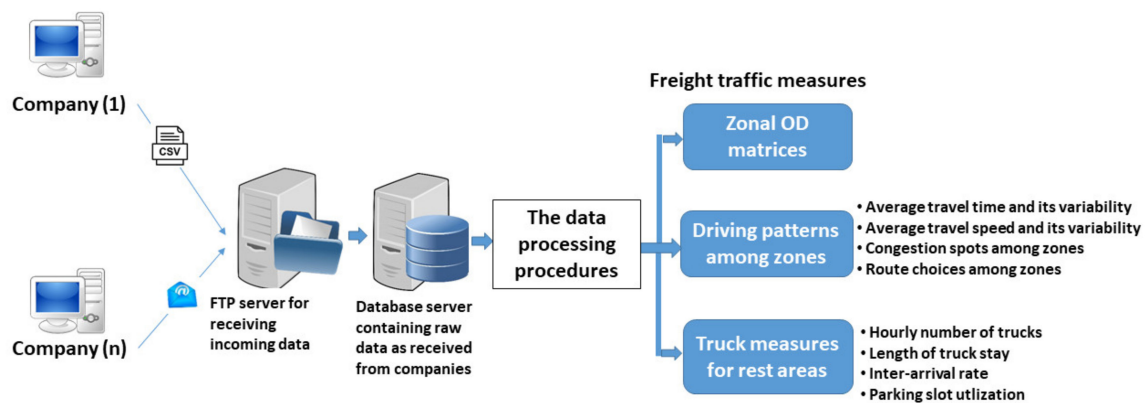 Company (1)
CSV
Company (n)
@
FTP server for
receiving
incoming data
Database server
containing raw
data as received
from companies
The data
processing
procedures
Freight traffic measures
Zonal OD
matrices
Driving patterns
among zones
• Average travel time and its variability
• Average travel speed and its variability
• Congestion spots among zones
• Route choices among zones
Truck measures
for rest areas
• Hourly number of trucks
• Length of truck stay
• Inter-arrival rate
• Parking slot utlization